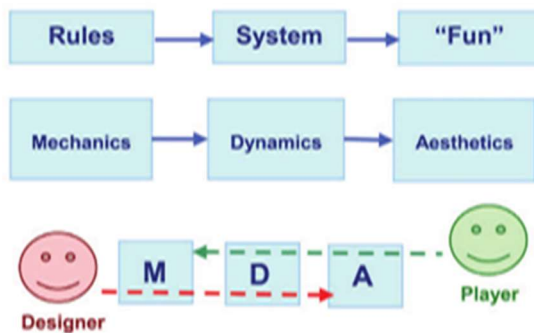 Rules System “Fun”
Mechanics Dynamics Aesthetics
M D A
Designer Player